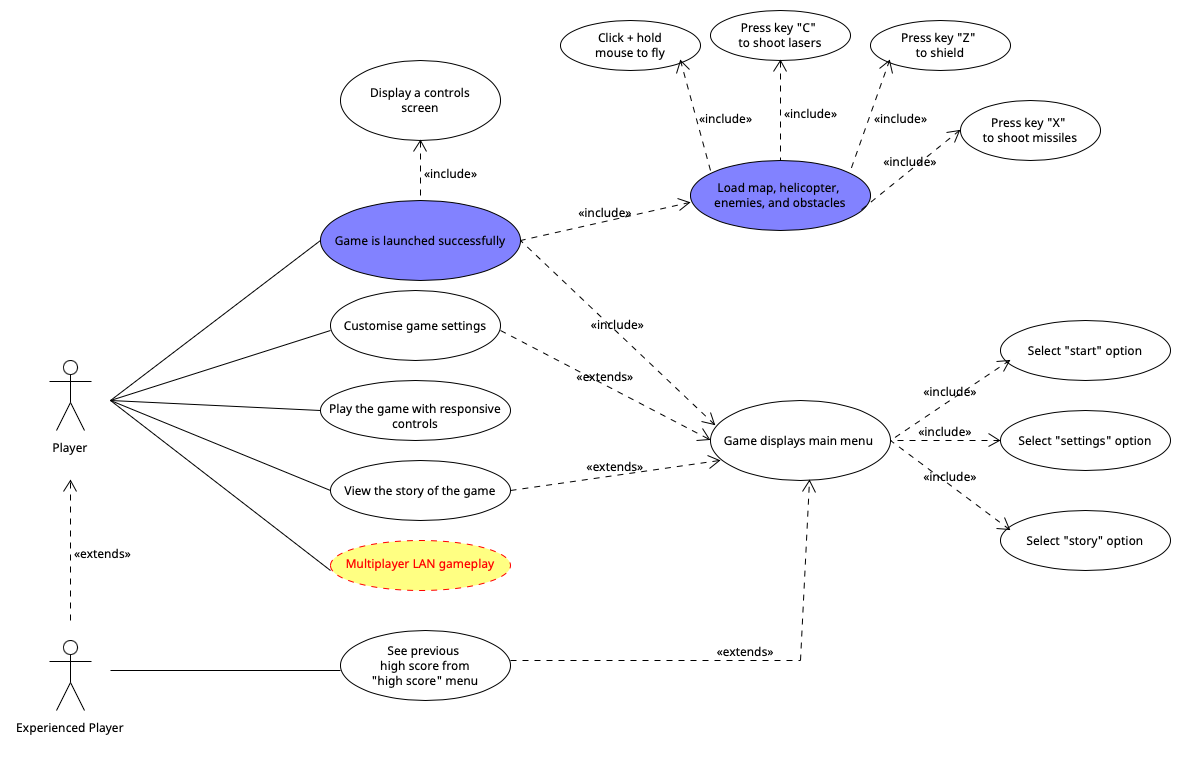 Click + hold
mouse to fly
Press key "C"
to shoot lasers
Press key "Z"
to shield
Display a controls
screen
«include»
«include»
«include»
Press key "X"
to shoot missiles
«include»
«include»
Load map, helicopter,
enemies, and obstacles
«include»
Game is launched successfully
«include»
Customise game settings
«extends»
Select "start" option
«include»
Play the game with responsive
controls
Game displays main menu
«include»
Select "settings" option
Player
View the story of the game
«extends»
«include»
Select "story" option
«extends»
Multiplayer LAN gameplay
See previous
high score from
"high score" menu
«extends»
Experienced Player